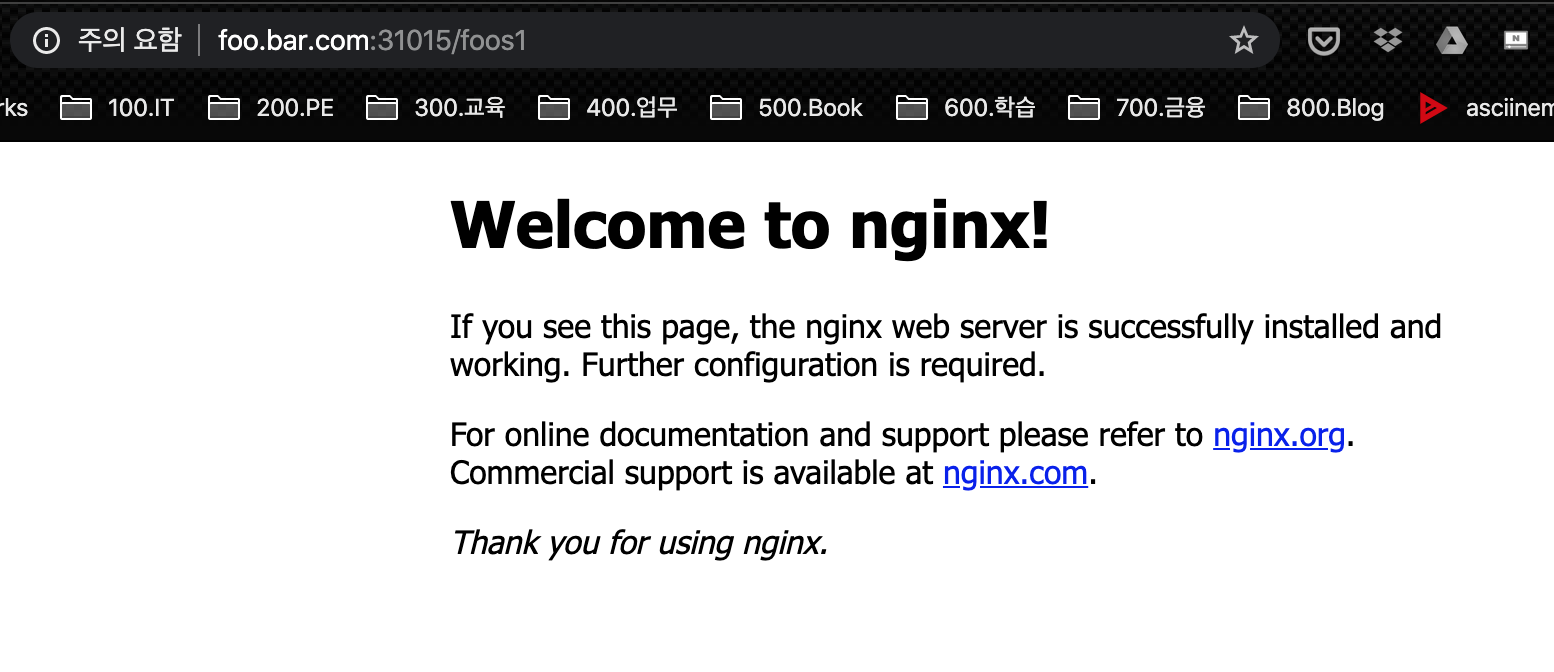 주의 요함 foo.bar.com:31015/foos1
rks 100.IT 200.PE 300.교육 400.업무 500.Book 600.학습 700.금융 800.Blog asciinem
Welcome to nginx!
If you see this page, the nginx web server is successfully installed and
working. Further configuration is required.
For online documentation and support please refer to nginx.org.
Commercial support is available at nginx.com.
Thank you for using nginx.